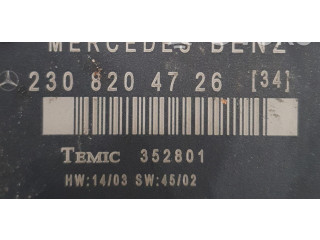 MERCEDES BENZ
230 820 47 26 [34]
TEMIC 352801
HW:14/03 SW:45/02